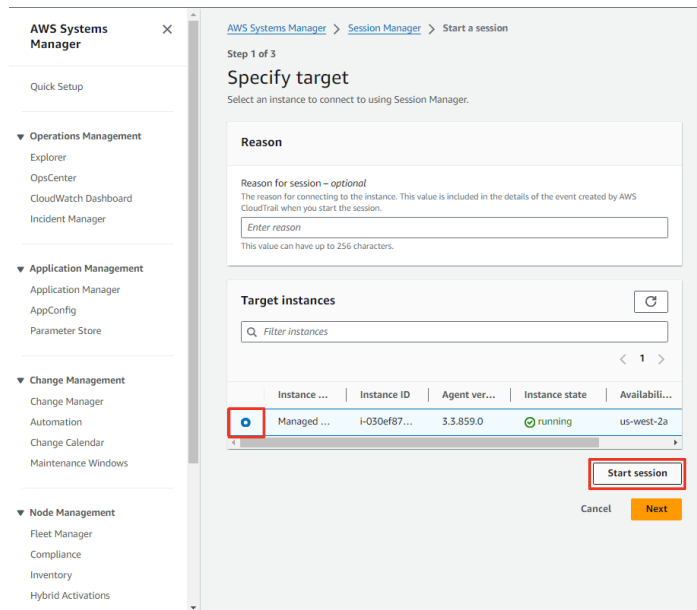 AWS Systems
Manager
Quick Setup
Operations Management
Explorer
OpsCenter
CloudWatch Dashboard
Incident Manager
Application Management
Application Manager
AppConfig
Parameter Store
Change Management
Change Manager
Automation
Change Calendar
Maintenance Windows
Node Management
Fleet Manager
Compliance
Inventory
Hybrid Activations
AWS Systems Manager > Session Manager > Start a session
Step 1 of 3
Specify target
Select an instance to connect to using Session Manager.
Reason
Reason for session – optional
The reason for connecting to the instance. This value is included in the details of the event created by AWS
CloudTrail when you start the session.
Enter reason
This value can have up to 256 characters.
Target instances
Filter instances
< 1 >
Instance ... Instance ID Agent ver... Instance state Availabili...
Managed ... i-030ef87... 3.3.859.0 running us-west-2a
Start session
Cancel Next